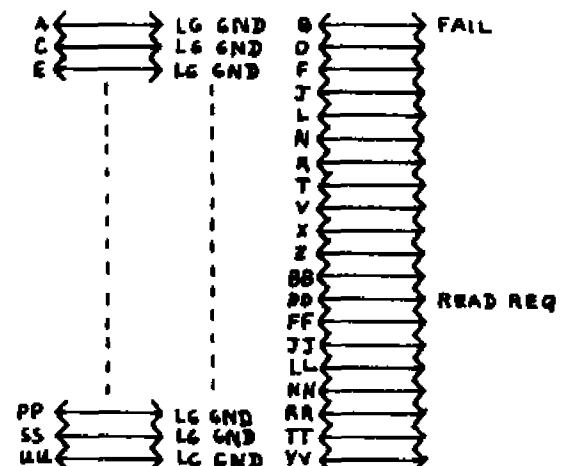 A LG GND
C LG GND
E LG GND
PP LG GND
SS LG GND
UU LG GND
B FAIL
D
F
J
L
N
R
T
V
X
Z
BB
DD READ REQ
FF
JJ
LL
NN
RR
TT
VV